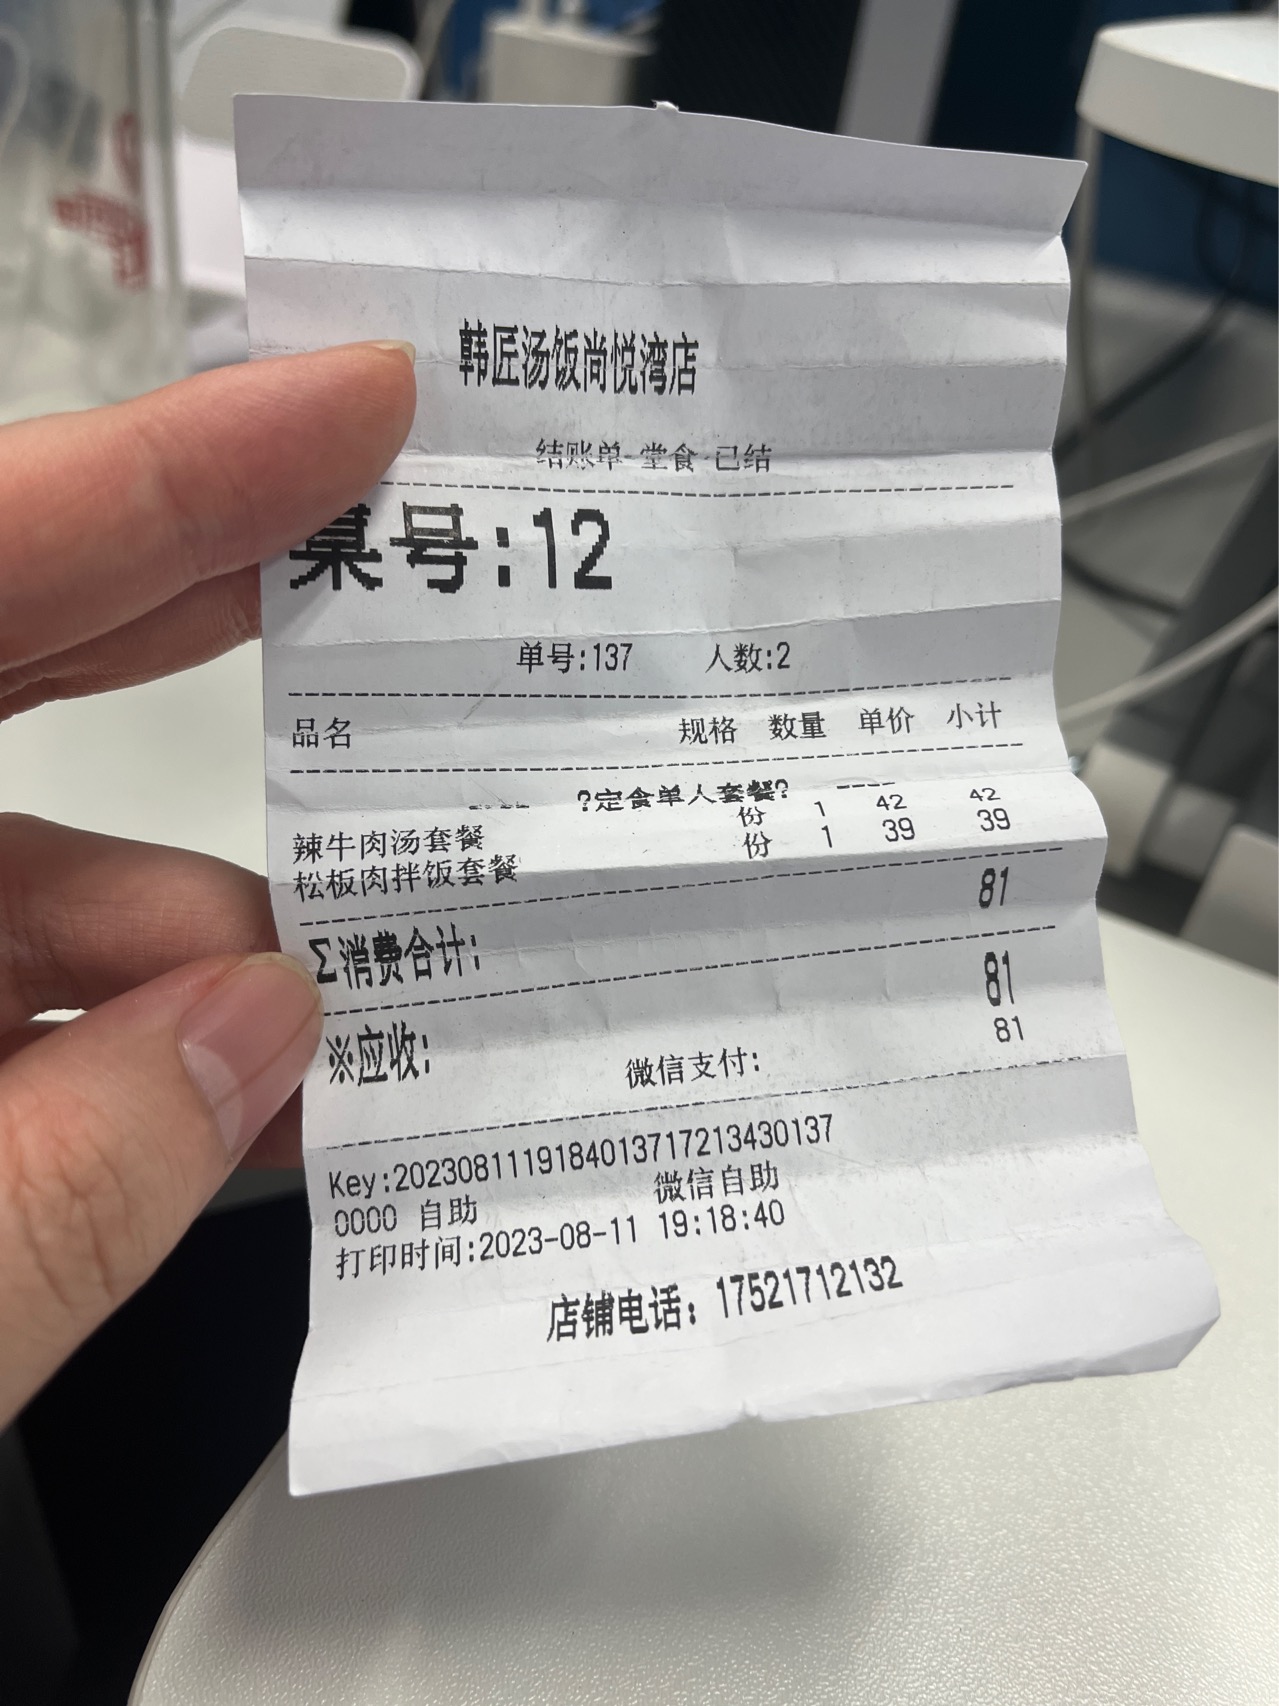 韩匠汤饭尚悦湾店
结账单-堂食-已结
桌号:12
单号:137 人数:2
品名 规格 数量 单价 小计
?定食单人套餐?
辣牛肉汤套餐 份 1 42 42
松板肉拌饭套餐 份 1 39 39
Σ消费合计: 81
※应收: 81
微信支付: 81
Key:2023081119184013717213430137
0000 自助 微信自助
打印时间:2023-08-11 19:18:40
店铺电话：17521712132